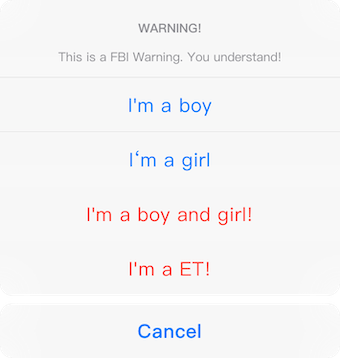 WARNING!
This is a FBI Warning. You understand!
I'm a boy
I‘m a girl
I'm a boy and girl!
I'm a ET!
Cancel